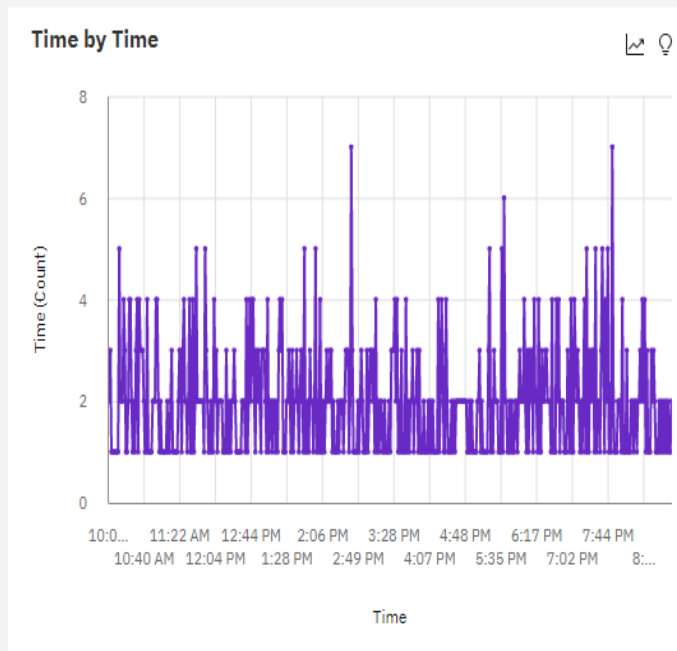 Time by Time
8
6
4
2
0
Time (Count)
10:0... 11:22 AM 12:44 PM 2:06 PM 3:28 PM 4:48 PM 6:17 PM 7:44 PM
10:40 AM 12:04 PM 1:28 PM 2:49 PM 4:07 PM 5:35 PM 7:02 PM 8:...
Time